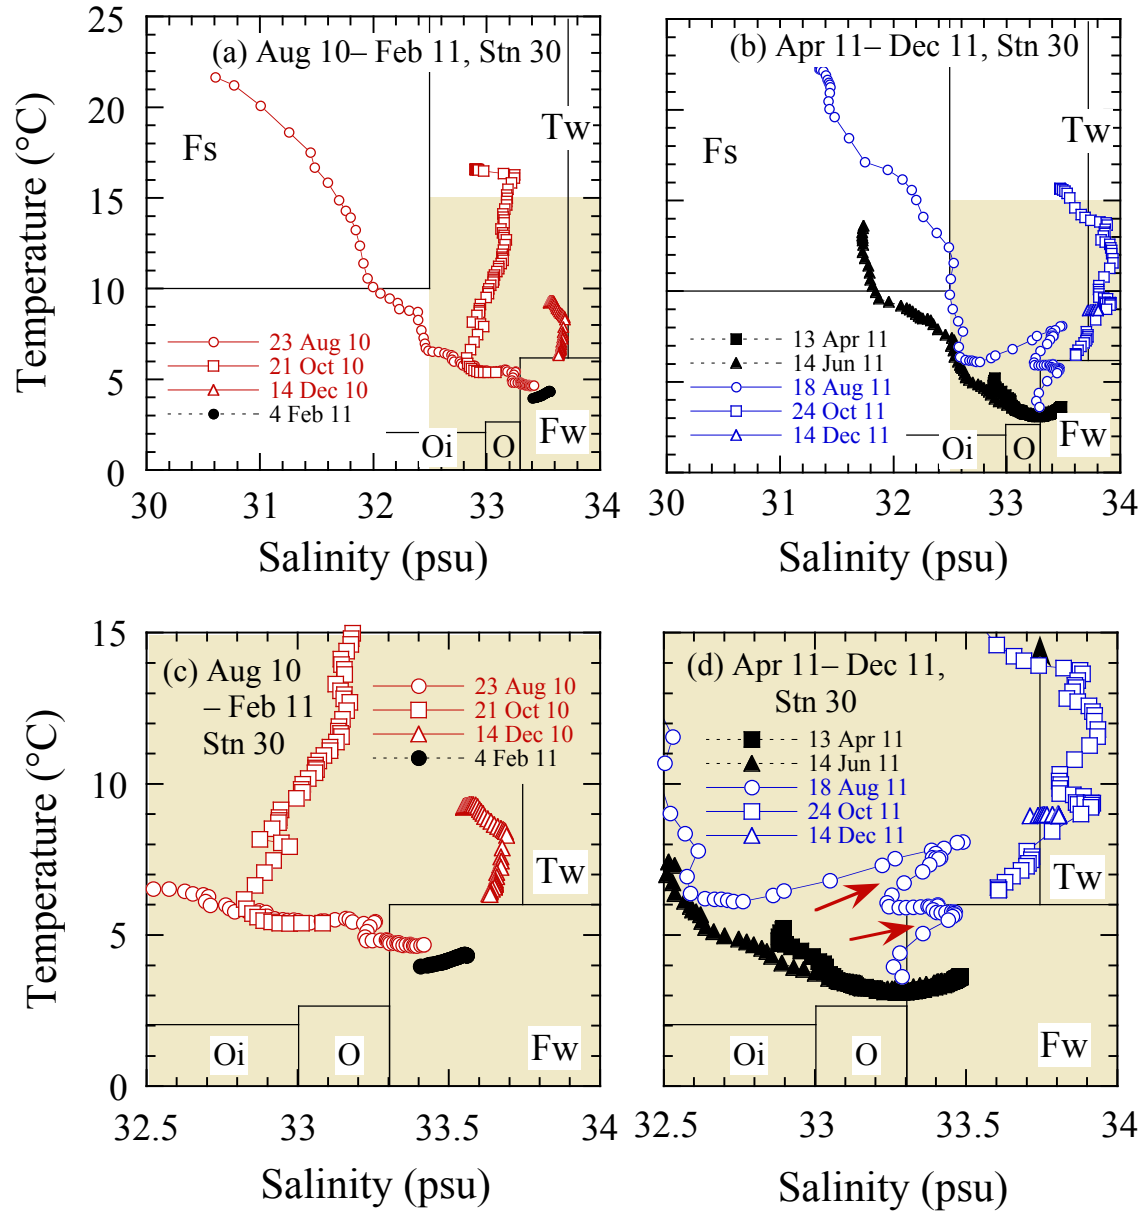 (a) Aug 10– Feb 11, Stn 30
Temperature (°C)
25
20
15
10
5
0
Fs
Tw
23 Aug 10
21 Oct 10
14 Dec 10
4 Feb 11
Oi
O
Fw
30
31
32
33
34
Salinity (psu)
(b) Apr 11– Dec 11, Stn 30
Fs
Tw
13 Apr 11
14 Jun 11
18 Aug 11
24 Oct 11
14 Dec 11
Oi
O
Fw
30
31
32
33
34
Salinity (psu)
(c) Aug 10
– Feb 11
Stn 30
Temperature (°C)
15
10
5
0
23 Aug 10
21 Oct 10
14 Dec 10
4 Feb 11
Tw
Oi
O
Fw
32.5
33
33.5
34
Salinity (psu)
(d) Apr 11– Dec 11,
Stn 30
13 Apr 11
14 Jun 11
18 Aug 11
24 Oct 11
14 Dec 11
Tw
Oi
O
Fw
32.5
33
33.5
34
Salinity (psu)